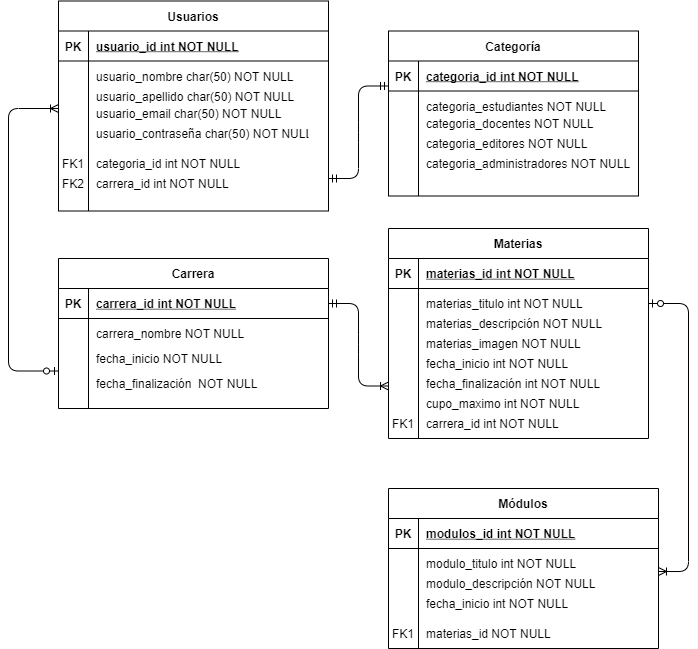 Usuarios
PK usuario_id int NOT NULL
usuario_nombre char(50) NOT NULL
usuario_apellido char(50) NOT NULL
usuario_email char(50) NOT NULL
usuario_contraseña char(50) NOT NULL
FK1 categoria_id int NOT NULL
FK2 carrera_id int NOT NULL
Categoría
PK categoria_id int NOT NULL
categoria_estudiantes NOT NULL
categoria_docentes NOT NULL
categoria_editores NOT NULL
categoria_administradores NOT NULL
Carrera
PK carrera_id int NOT NULL
carrera_nombre NOT NULL
fecha_inicio NOT NULL
fecha_finalización NOT NULL
Materias
PK materias_id int NOT NULL
materias_titulo int NOT NULL
materias_descripción NOT NULL
materias_imagen NOT NULL
fecha_inicio int NOT NULL
fecha_finalización int NOT NULL
cupo_maximo int NOT NULL
FK1 carrera_id int NOT NULL
Módulos
PK modulos_id int NOT NULL
modulo_titulo int NOT NULL
modulo_descripción NOT NULL
fecha_inicio int NOT NULL
FK1 materias_id NOT NULL